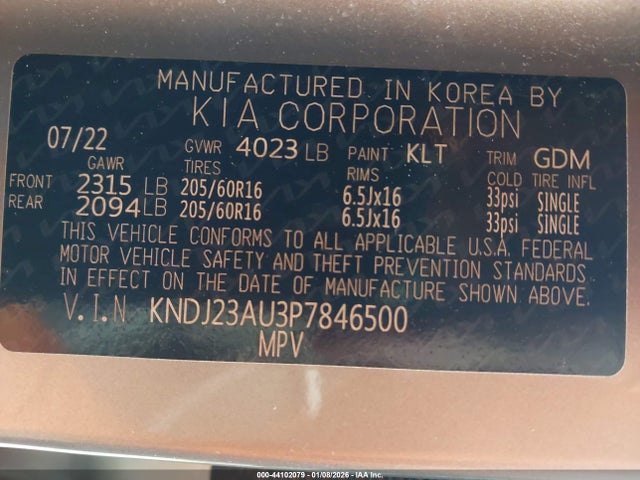 MANUFACTURED IN KOREA BY
KIA CORPORATION
07/22 GVWR 4023 LB PAINT KLT TRIM GDM
GAWR TIRES RIMS COLD TIRE INFL
FRONT 2315 LB 205/60R16 6.5Jx16 33psi SINGLE
REAR 2094 LB 205/60R16 6.5Jx16 33psi SINGLE
THIS VEHICLE CONFORMS TO ALL APPLICABLE U.S.A. FEDERAL
MOTOR VEHICLE SAFETY AND THEFT PREVENTION STANDARDS
IN EFFECT ON THE DATE OF MANUFACTURE SHOWN ABOVE.
V.I.N KNDJ23AU3P7846500
MPV
000-44102079 - 01/08/2026 - IAA Inc.